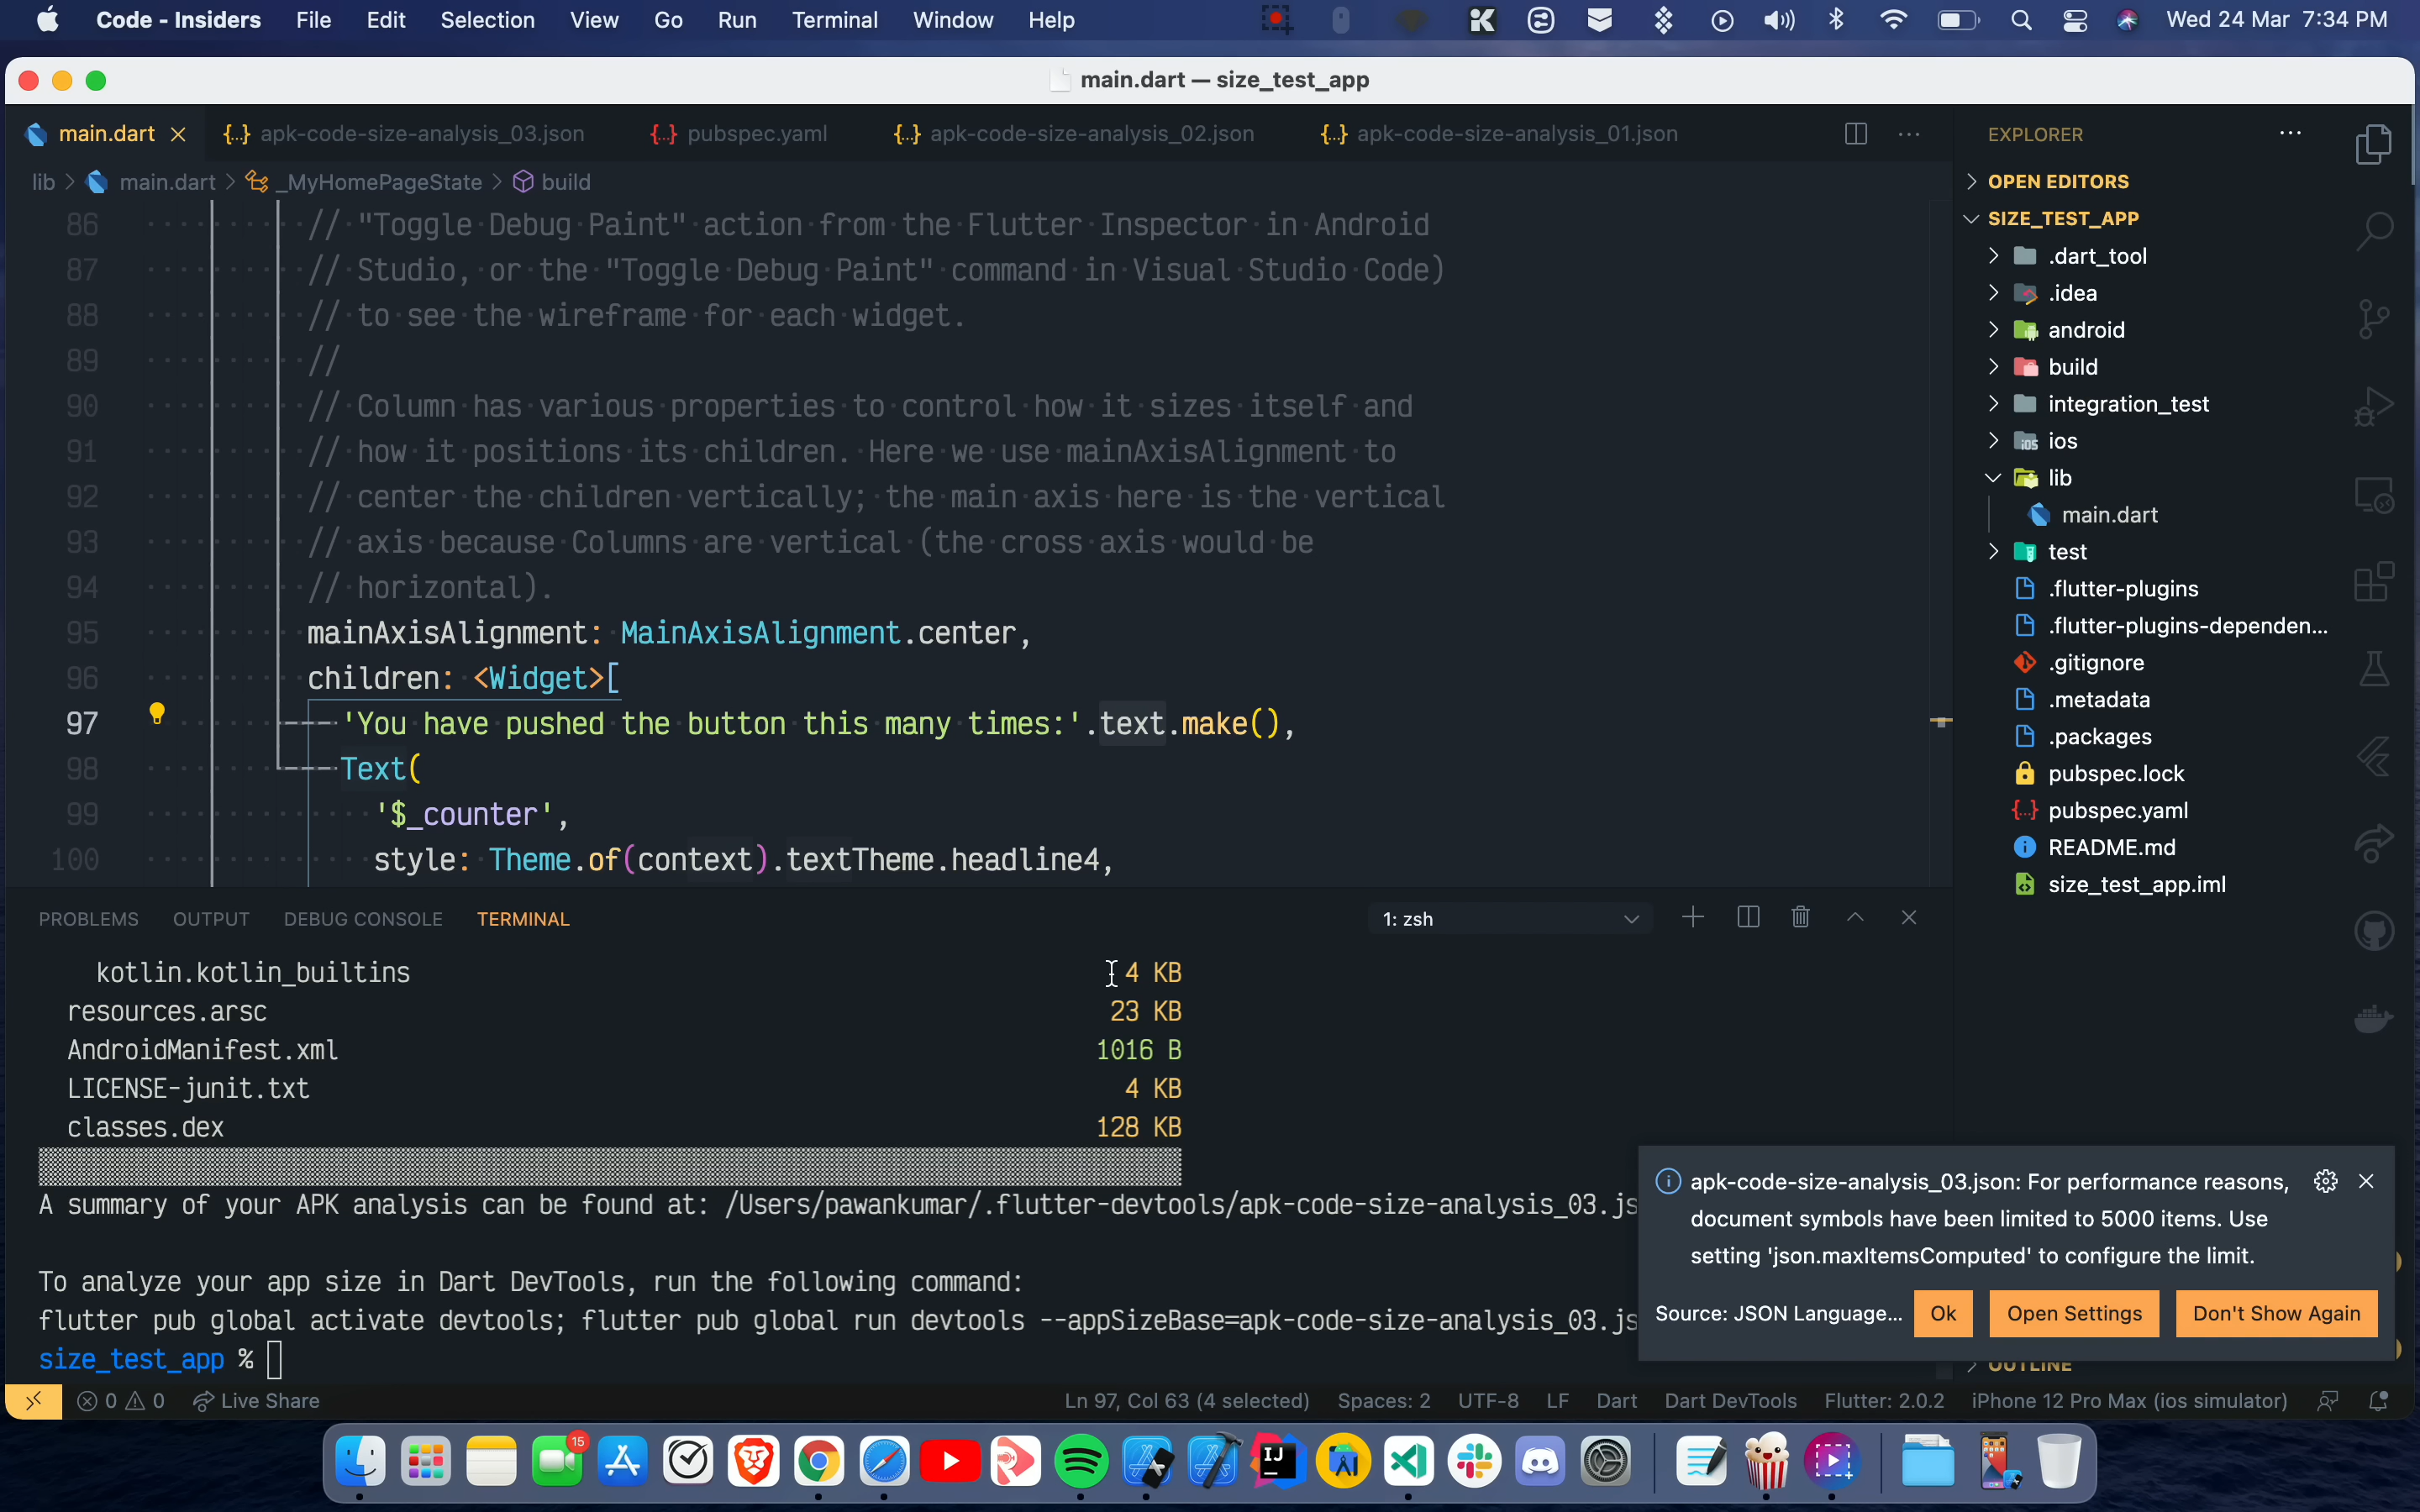 Code - Insiders File Edit Selection View Go Run Terminal Window Help Wed 24 Mar 7:34 PM
main.dart — size_test_app
main.dart {..} apk-code-size-analysis_03.json {..} pubspec.yaml {..} apk-code-size-analysis_02.json {..} apk-code-size-analysis_01.json ...
EXPLORER ...
lib > main.dart > _MyHomePageState > build
86 // "Toggle Debug Paint" action from the Flutter Inspector in Android
87 // Studio, or the "Toggle Debug Paint" command in Visual Studio Code)
88 // to see the wireframe for each widget.
89 //
90 // Column has various properties to control how it sizes itself and
91 // how it positions its children. Here we use mainAxisAlignment to
92 // center the children vertically; the main axis here is the vertical
93 // axis because Columns are vertical (the cross axis would be
94 // horizontal).
95 mainAxisAlignment: MainAxisAlignment.center,
96 children: <Widget>[
97 'You have pushed the button this many times:'.text.make(),
98 Text(
99 '$_counter',
100 style: Theme.of(context).textTheme.headline4,
OPEN EDITORS
SIZE_TEST_APP
.dart_tool
.idea
android
build
integration_test
ios
lib
main.dart
test
.flutter-plugins
.flutter-plugins-dependen...
.gitignore
.metadata
.packages
pubspec.lock
{..} pubspec.yaml
README.md
size_test_app.iml
PROBLEMS OUTPUT DEBUG CONSOLE TERMINAL 1: zsh
kotlin.kotlin_builtins 4 KB
resources.arsc 23 KB
AndroidManifest.xml 1016 B
LICENSE-junit.txt 4 KB
classes.dex 128 KB
A summary of your APK analysis can be found at: /Users/pawankumar/.flutter-devtools/apk-code-size-analysis_03.js
To analyze your app size in Dart DevTools, run the following command:
flutter pub global activate devtools; flutter pub global run devtools --appSizeBase=apk-code-size-analysis_03.js
size_test_app %
apk-code-size-analysis_03.json: For performance reasons,
document symbols have been limited to 5000 items. Use
setting 'json.maxItemsComputed' to configure the limit.
Source: JSON Language... Ok Open Settings Don't Show Again
OUTLINE
0 0 Live Share Ln 97, Col 63 (4 selected) Spaces: 2 UTF-8 LF Dart Dart DevTools Flutter: 2.0.2 iPhone 12 Pro Max (ios simulator)
15
IJ